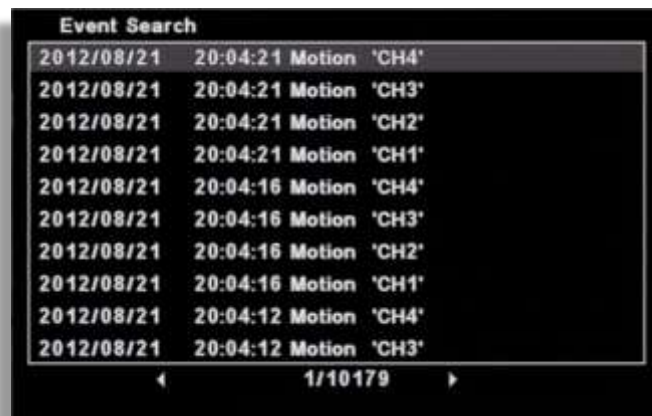 Event Search
2012/08/21 20:04:21 Motion 'CH4'
2012/08/21 20:04:21 Motion 'CH3'
2012/08/21 20:04:21 Motion 'CH2'
2012/08/21 20:04:21 Motion 'CH1'
2012/08/21 20:04:16 Motion 'CH4'
2012/08/21 20:04:16 Motion 'CH3'
2012/08/21 20:04:16 Motion 'CH2'
2012/08/21 20:04:16 Motion 'CH1'
2012/08/21 20:04:12 Motion 'CH4'
2012/08/21 20:04:12 Motion 'CH3'
1/10179